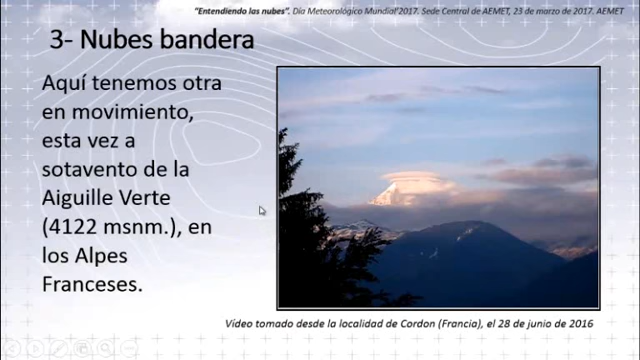 "Entendiendo las nubes". Día Meteorológico Mundial'2017. Sede Central de AEMET, 23 de marzo de 2017. AEMET
3- Nubes bandera
Aquí tenemos otra
en movimiento,
esta vez a
sotavento de la
Aiguille Verte
(4122 msnm.), en
los Alpes
Franceses.
Vídeo tomado desde la localidad de Cordon (Francia), el 28 de junio de 2016